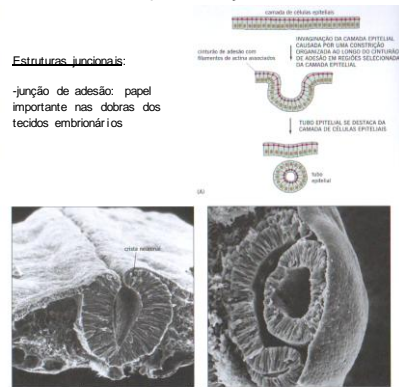 Estruturas juncionais:
-junção de adesão: papel
importante nas dobras dos
tecidos embrionários
camada de células epiteliais
cinturão de adesão com
filamentos de actina associados
INVAGINAÇÃO DA CAMADA EPITELIAL
CAUSADA POR UMA CONSTRIÇÃO
ORGANIZADA AO LONGO DO CINTURÃO
DE ADESÃO EM REGIÕES SELECIONADAS
DA CAMADA EPITELIAL
TUBO EPITELIAL SE DESTACA DA
CAMADA DE CÉLULAS EPITELIAIS
tubo
epitelial
(A)
crista neural